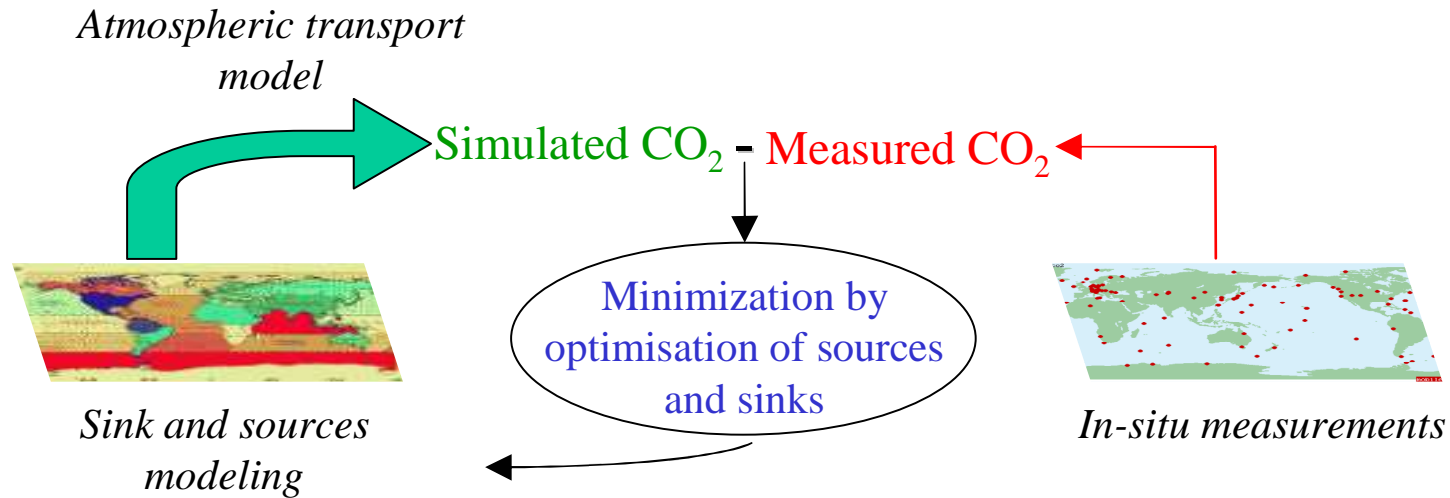 Atmospheric transport
model
Simulated CO₂ - Measured CO₂
Minimization by
optimisation of sources
and sinks
Sink and sources
modeling
In-situ measurements